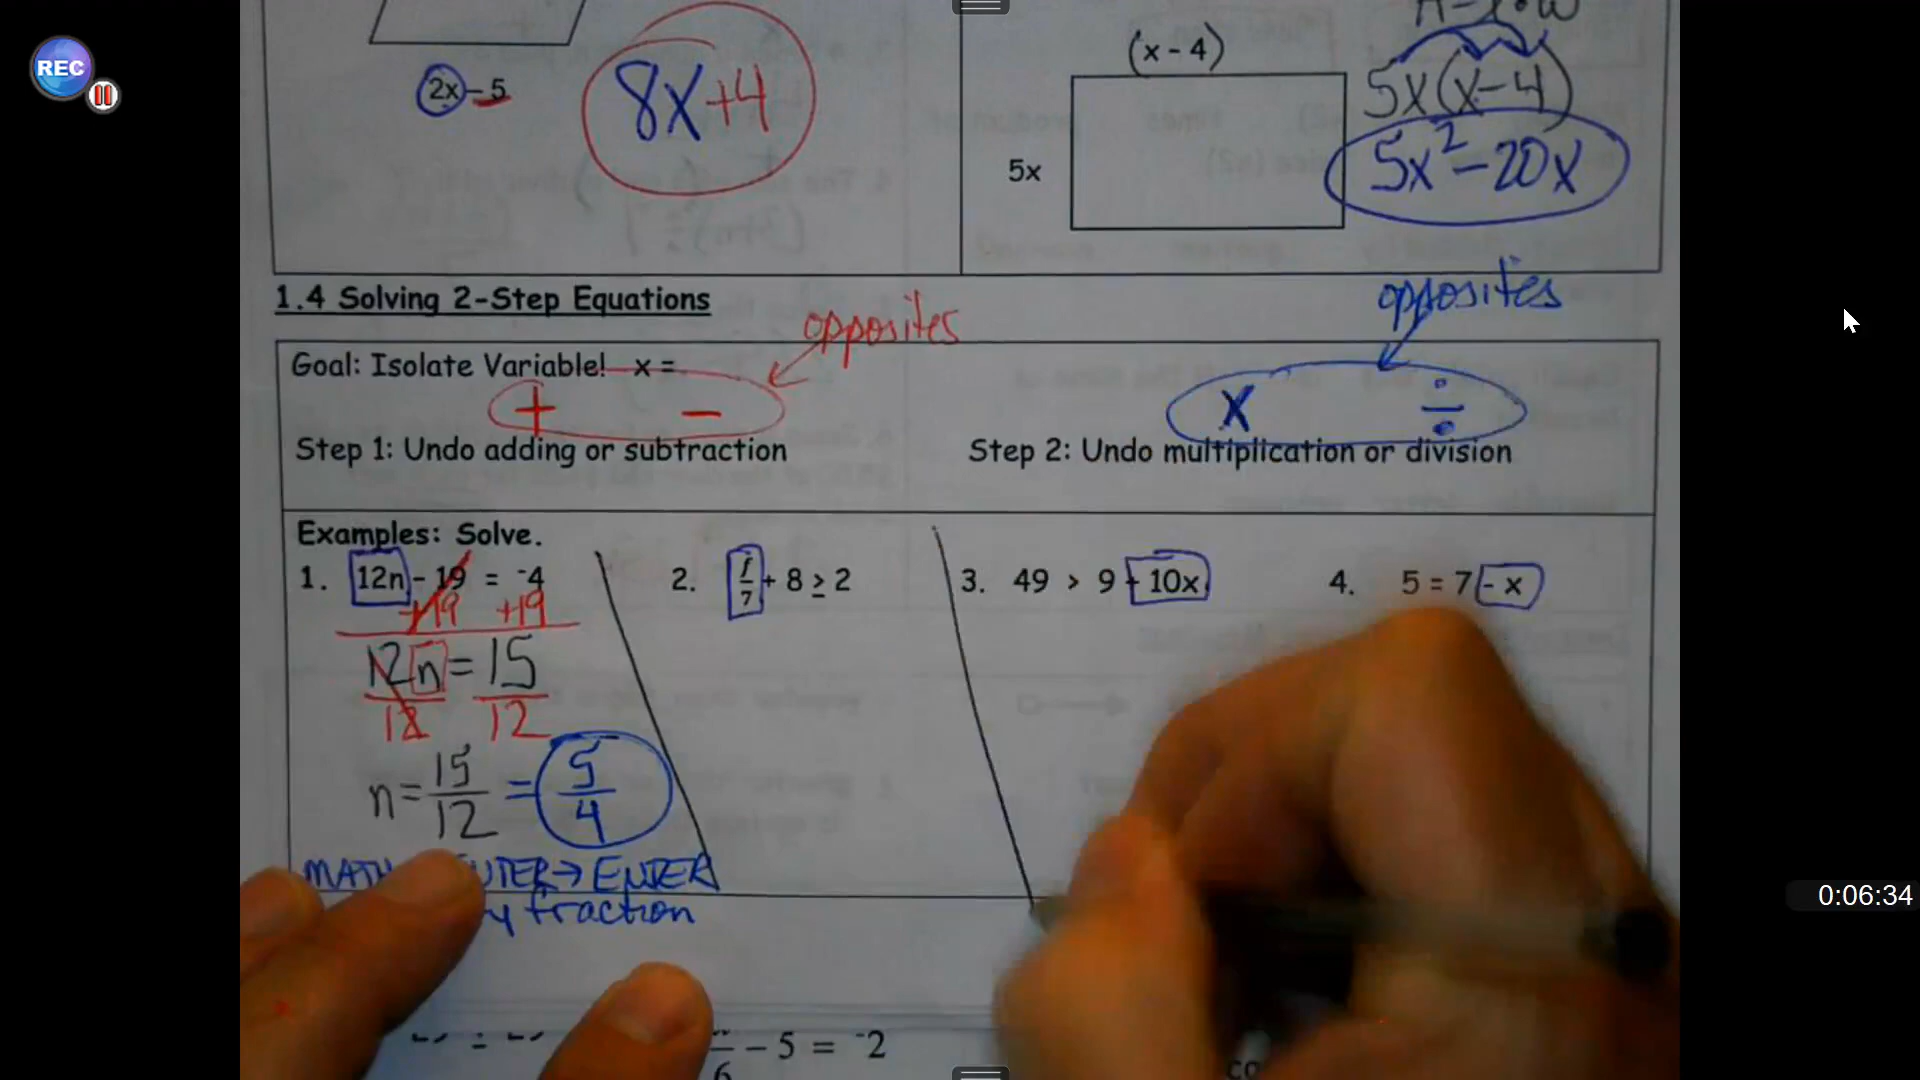 REC
(x - 4)
2x - 5
8x + 4
5x(x - 4)
5x
5x² - 20x
1.4 Solving 2-Step Equations
opposites
opposites
Goal: Isolate Variable! x =
+ -
x ÷
Step 1: Undo adding or subtraction
Step 2: Undo multiplication or division
Examples: Solve.
1. 12n - 19 = ⁻4
+19 +19
12n = 15
12 12
n = 15/12 = 5/4
MATH
ENTER
fraction
2. f/7 + 8 ≥ 2
3. 49 > 9 + 10x
4. 5 = 7 - x
0:06:34
6 - 5 = ⁻2